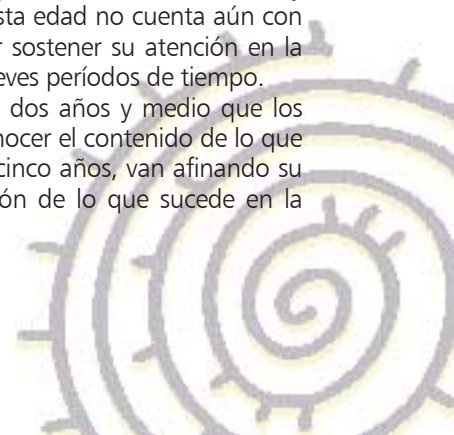 sta edad no cuenta aún con
r sostener su atención en la
eves períodos de tiempo.
dos años y medio que los
nocer el contenido de lo que
cinco años, van afinando su
ón de lo que sucede en la